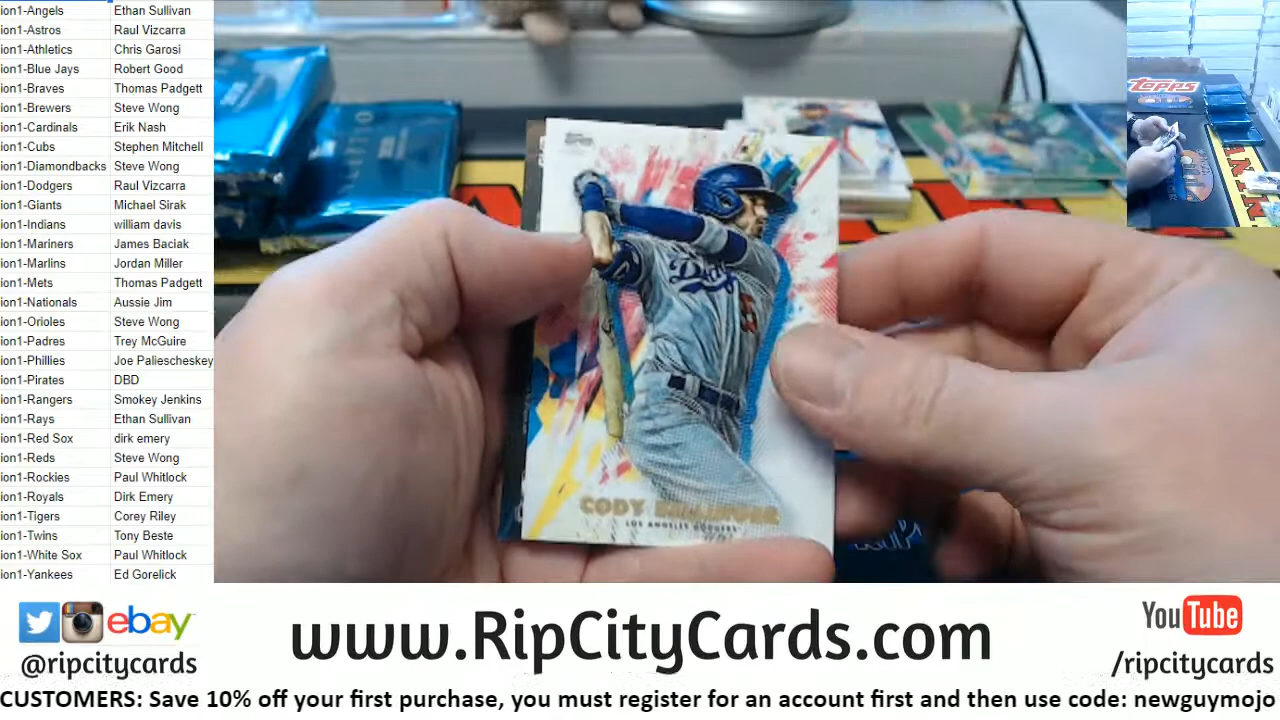 ion1-Angels Ethan Sullivan
ion1-Astros Raul Vizcarra
ion1-Athletics Chris Garosi
ion1-Blue Jays Robert Good
ion1-Braves Thomas Padgett
ion1-Brewers Steve Wong
ion1-Cardinals Erik Nash
ion1-Cubs Stephen Mitchell
ion1-Diamondbacks Steve Wong
ion1-Dodgers Raul Vizcarra
ion1-Giants Michael Sirak
ion1-Indians william davis
ion1-Mariners James Baciak
ion1-Marlins Jordan Miller
ion1-Mets Thomas Padgett
ion1-Nationals Aussie Jim
ion1-Orioles Steve Wong
ion1-Padres Trey McGuire
ion1-Phillies Joe Paliescheskey
ion1-Pirates DBD
ion1-Rangers Smokey Jenkins
ion1-Rays Ethan Sullivan
ion1-Red Sox dirk emery
ion1-Reds Steve Wong
ion1-Rockies Paul Whitlock
ion1-Royals Dirk Emery
ion1-Tigers Corey Riley
ion1-Twins Tony Beste
ion1-White Sox Paul Whitlock
ion1-Yankees Ed Gorelick
Topps
CODY BELLINGER
LOS ANGELES DODGERS
ebay
@ripcitycards
www.RipCityCards.com
YouTube
/ripcitycards
CUSTOMERS: Save 10% off your first purchase, you must register for an account first and then use code: newguymojo